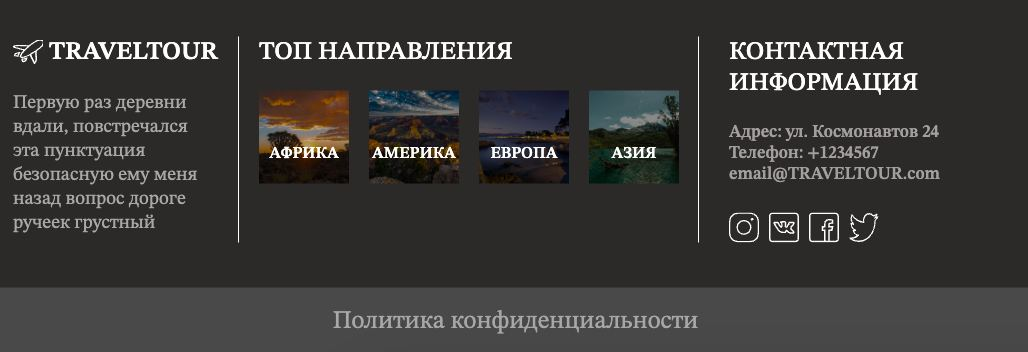 TRAVELTOUR
Первую раз деревни
вдали, повстречался
эта пунктуация
безопасную ему меня
назад вопрос дороге
ручеек грустный
ТОП НАПРАВЛЕНИЯ
АФРИКА
АМЕРИКА
ЕВРОПА
АЗИЯ
КОНТАКТНАЯ
ИНФОРМАЦИЯ
Адрес: ул. Космонавтов 24
Телефон: +1234567
email@TRAVELTOUR.com
Политика конфиденциальности